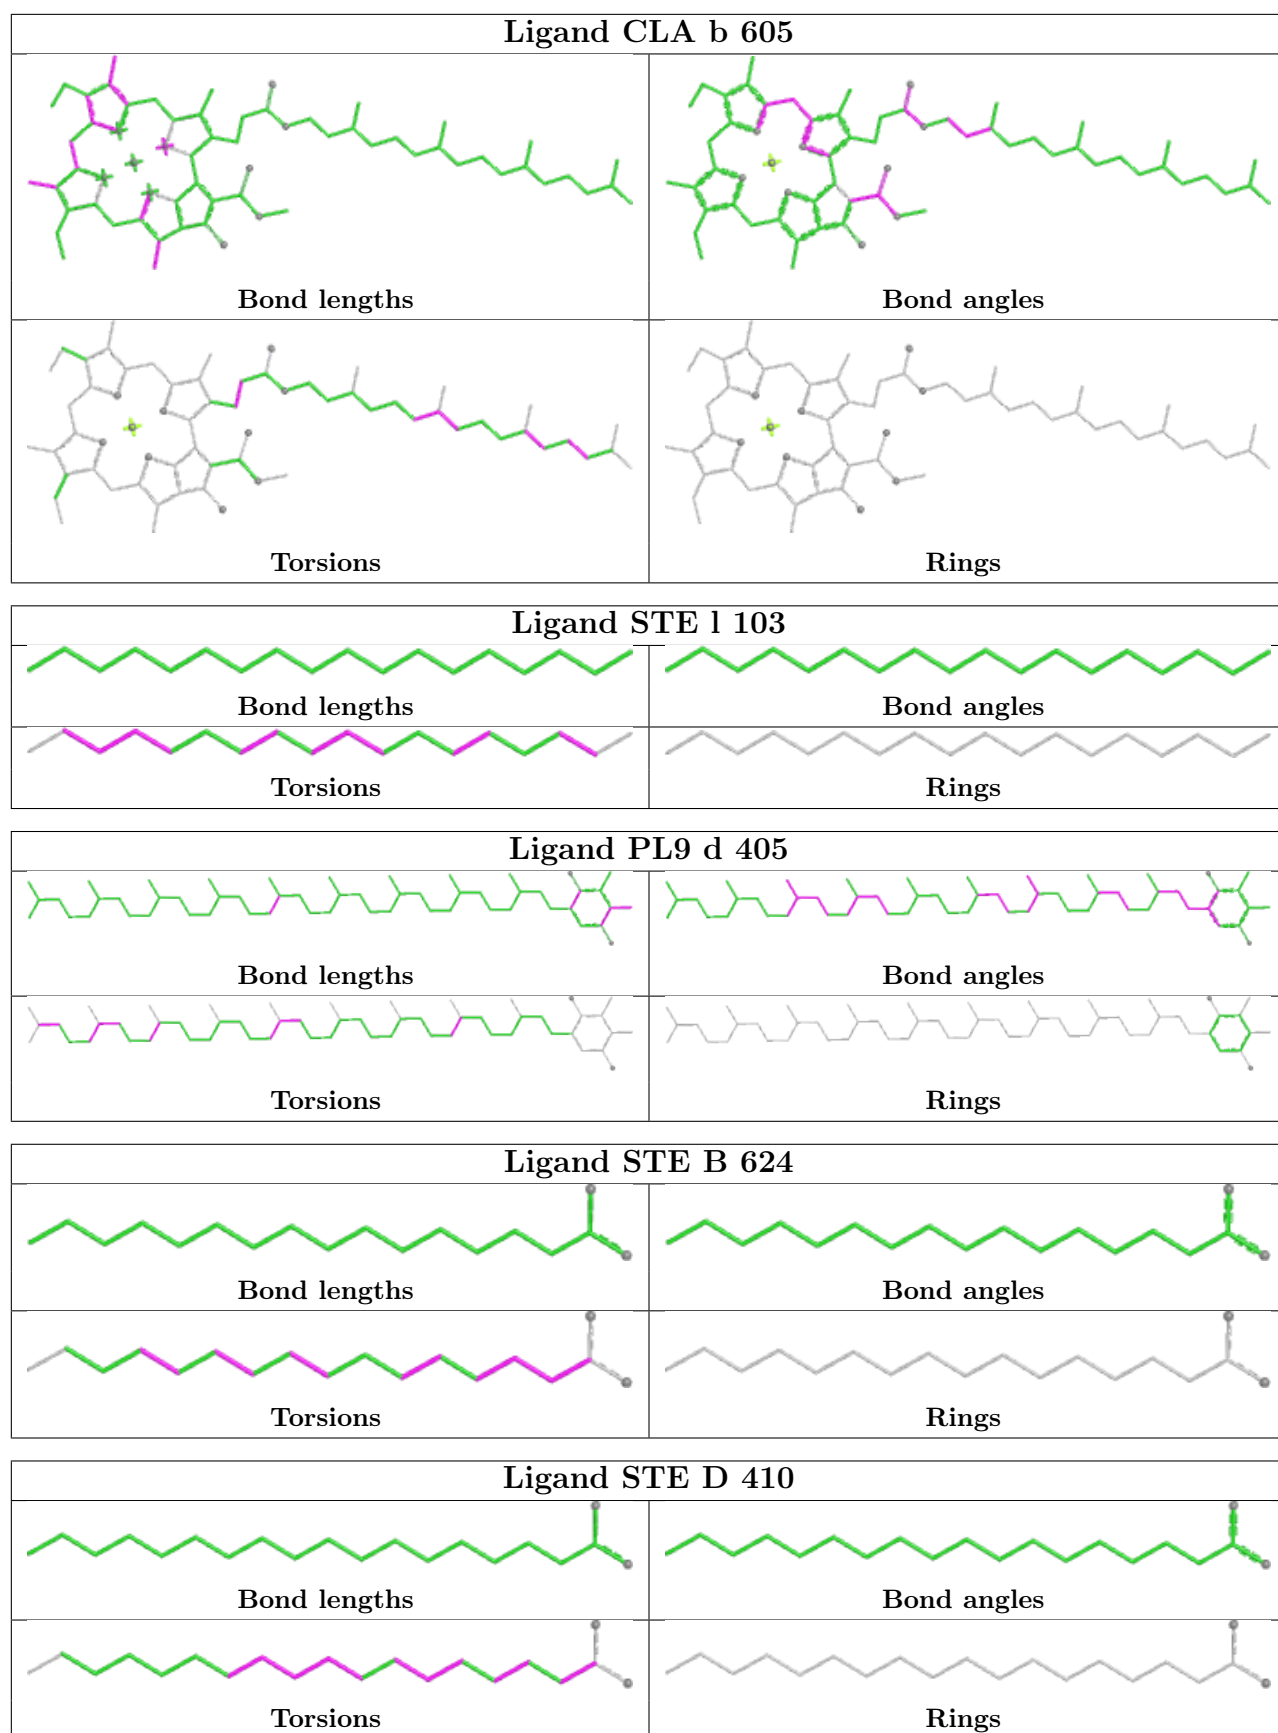 Ligand CLA b 605
Bond lengths
Bond angles
Torsions
Rings
Ligand STE l 103
Bond lengths
Bond angles
Torsions
Rings
Ligand PL9 d 405
Bond lengths
Bond angles
Torsions
Rings
Ligand STE B 624
Bond lengths
Bond angles
Torsions
Rings
Ligand STE D 410
Bond lengths
Bond angles
Torsions
Rings